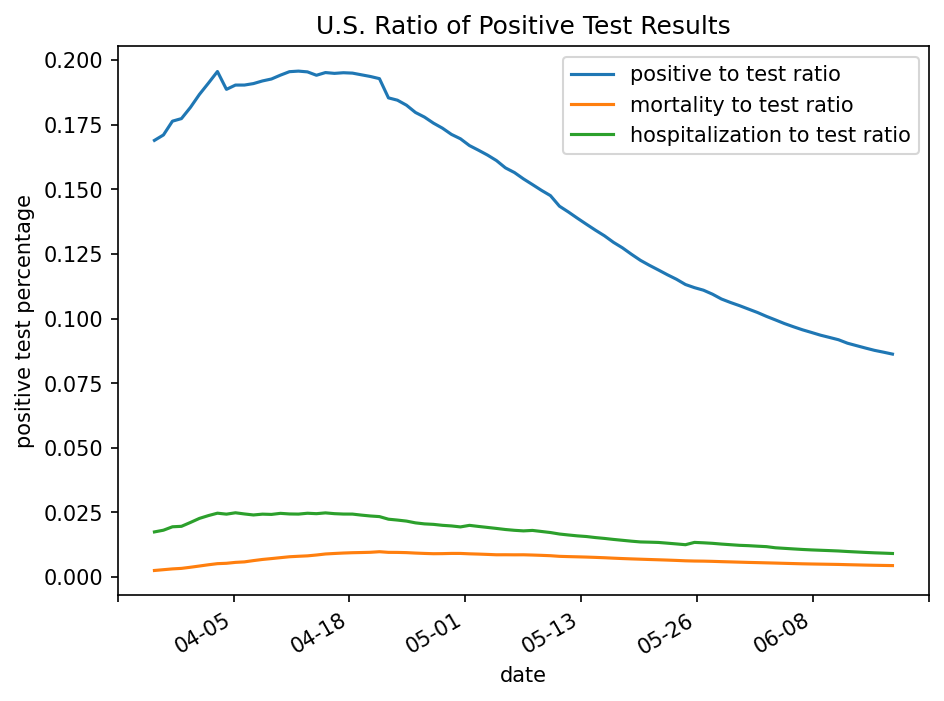 U.S. Ratio of Positive Test Results
positive to test ratio
mortality to test ratio
hospitalization to test ratio
positive test percentage
0.200
0.175
0.150
0.125
0.100
0.075
0.050
0.025
0.000
04-05
04-18
05-01
05-13
05-26
06-08
date